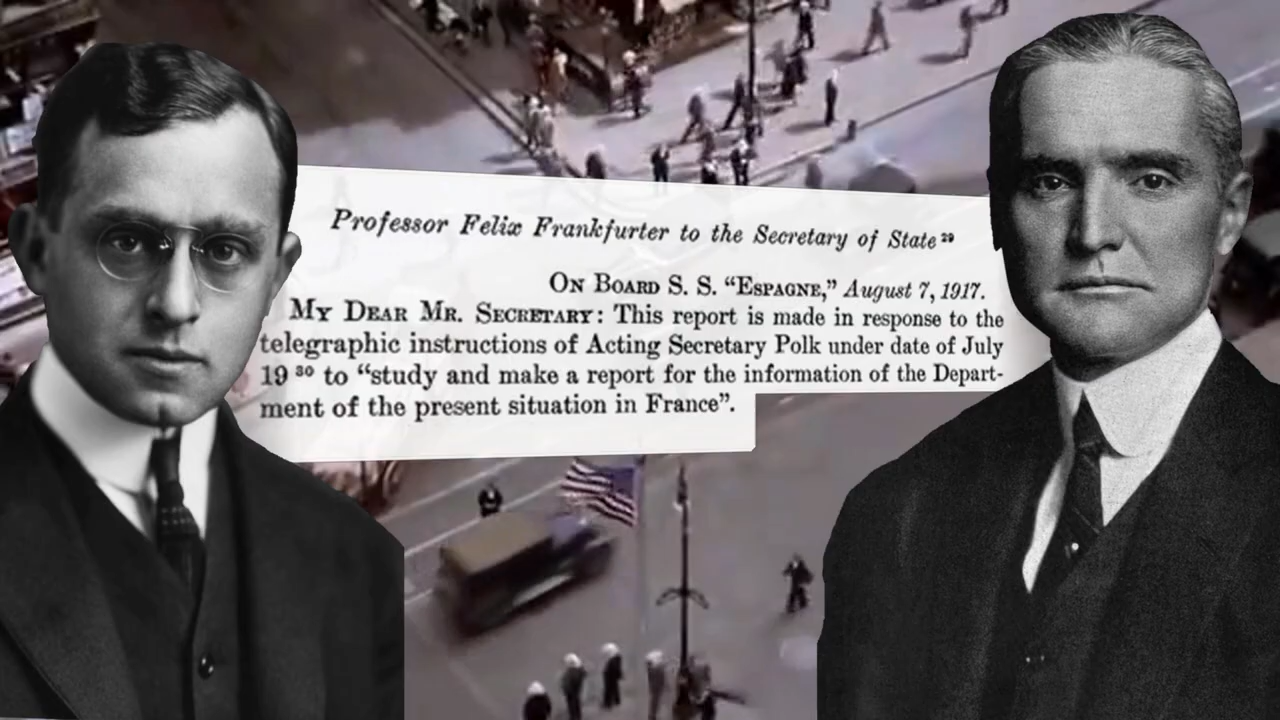 Professor Felix Frankfurter to the Secretary of State 29
On Board S. S. “Espagne,” August 7, 1917.
My Dear Mr. Secretary: This report is made in response to the
telegraphic instructions of Acting Secretary Polk under date of July
19 30 to “study and make a report for the information of the Depart-
ment of the present situation in France”.